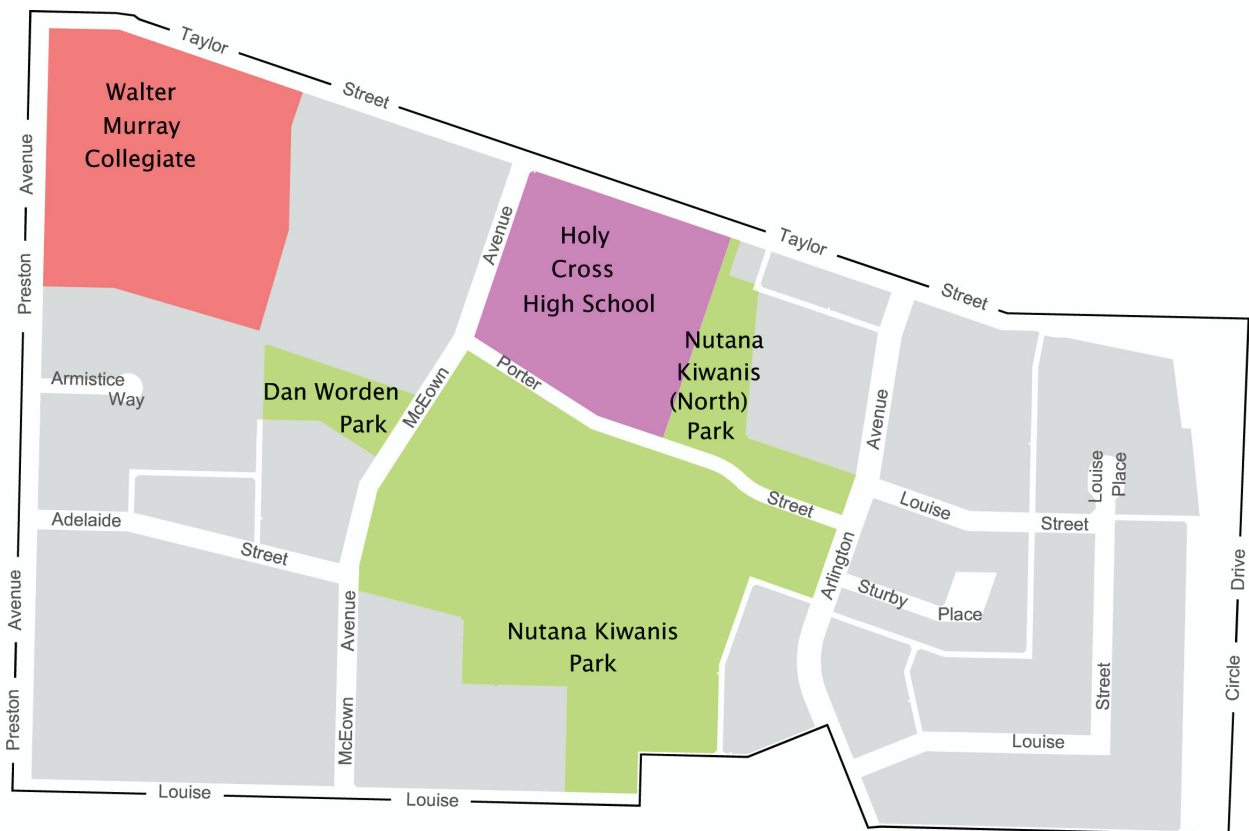 Taylor
Street
Walter
Murray
Collegiate
Preston
Avenue
Avenue
Holy
Cross
High School
Taylor
Street
Nutana
Kiwanis
(North)
Park
Porter
Street
Armistice
Way
Dan Worden
Park
McEown
Avenue
Louise
Place
Louise
Street
Adelaide
Street
Arlington
Sturby
Place
Drive
Circle
Preston
Avenue
Nutana Kiwanis
Park
Avenue
McEown
Street
Louise
Louise
Louise